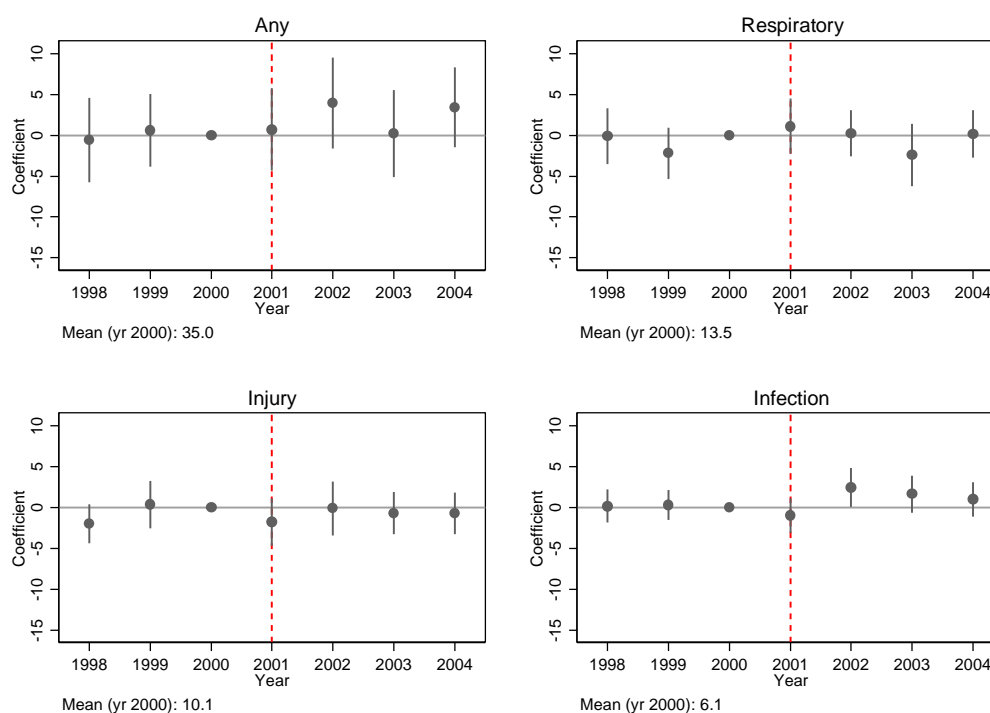 Any
Coefficient
10
5
0
-5
-10
-15
1998 1999 2000 2001 2002 2003 2004
Year
Mean (yr 2000): 35.0
Respiratory
Coefficient
10
5
0
-5
-10
-15
1998 1999 2000 2001 2002 2003 2004
Year
Mean (yr 2000): 13.5
Injury
Coefficient
10
5
0
-5
-10
-15
1998 1999 2000 2001 2002 2003 2004
Year
Mean (yr 2000): 10.1
Infection
Coefficient
10
5
0
-5
-10
-15
1998 1999 2000 2001 2002 2003 2004
Year
Mean (yr 2000): 6.1